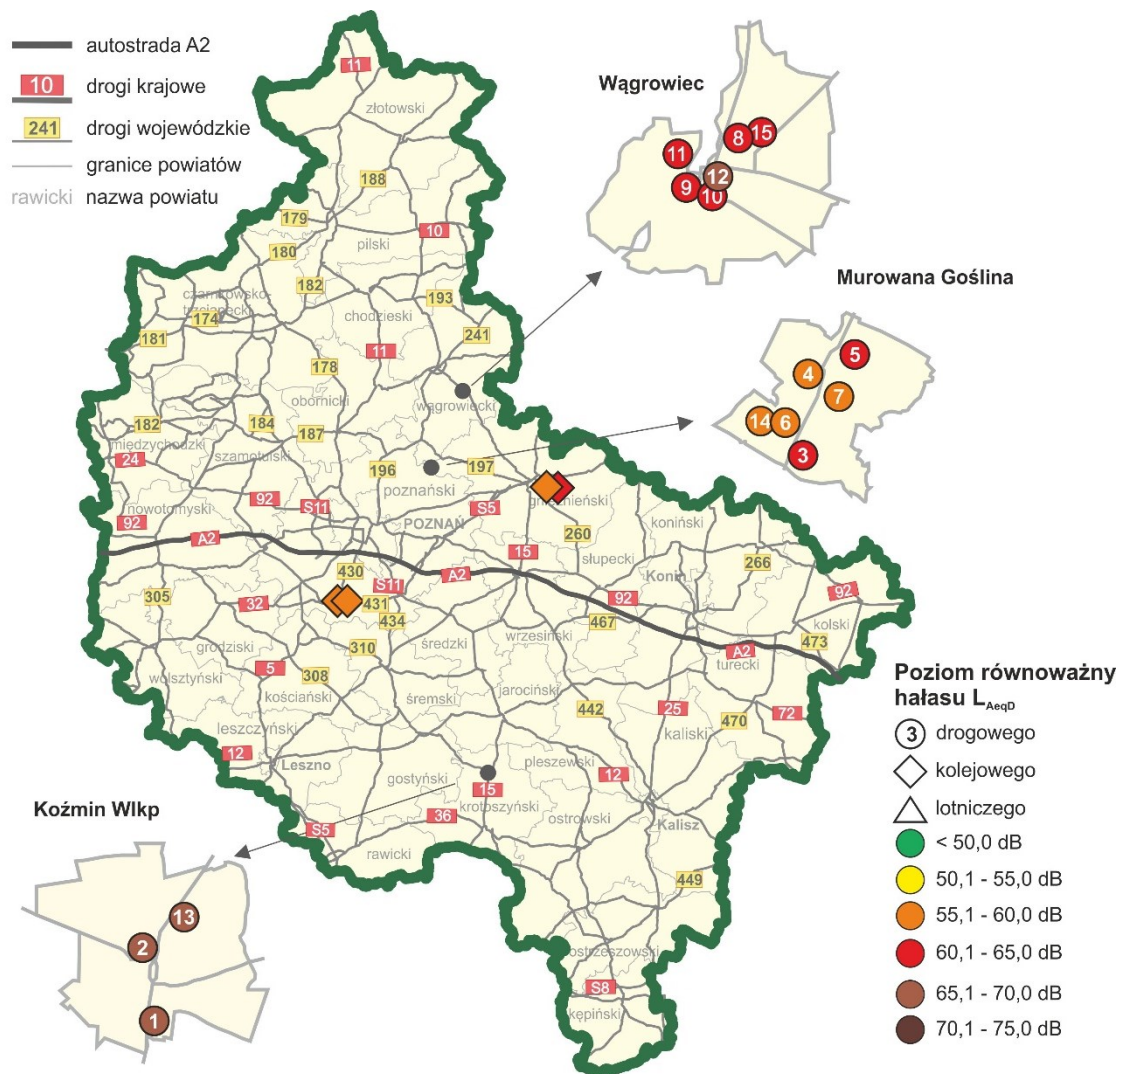 autostrada A2
10 drogi krajowe
241 drogi wojewódzkie
granice powiatów
rawicki nazwa powiatu
Wągrowiec
8 15
11
12
9 10
Murowana Goślina
5
4
7
14 6
3
11
złotowski
188
179
10
180
pilski
182
193
czarnkowsko-
trzcianecki
174
chodzieski
181
241
11
178
obornicki
wągrowiecki
182
184
187
międzychodzki
szamotulski
24
196
197
poznański
gnieźnieński
92
S11
nowotomyski
S5
92
POZNAŃ
koniński
260
A2
15
słupecki
266
430
Konin
A2
S11
92
92
305
32
431
434
467
kolski
473
wrzesiński
średzki
grodziski
310
A2
turecki
5
308
wolsztyński
kościański
śremski
jarociński
442
25
470
72
kaliski
leszczyński
12
Leszno
pleszewski
gostyński
12
15
krotoszyński
36
ostrowski
S5
Kalisz
rawicki
449
ostrzeszowski
S8
kępiński
Koźmin Wlkp
13
2
1
Poziom równoważny
hałasu LAeqD
3 drogowego
kolejowego
lotniczego
< 50,0 dB
50,1 - 55,0 dB
55,1 - 60,0 dB
60,1 - 65,0 dB
65,1 - 70,0 dB
70,1 - 75,0 dB